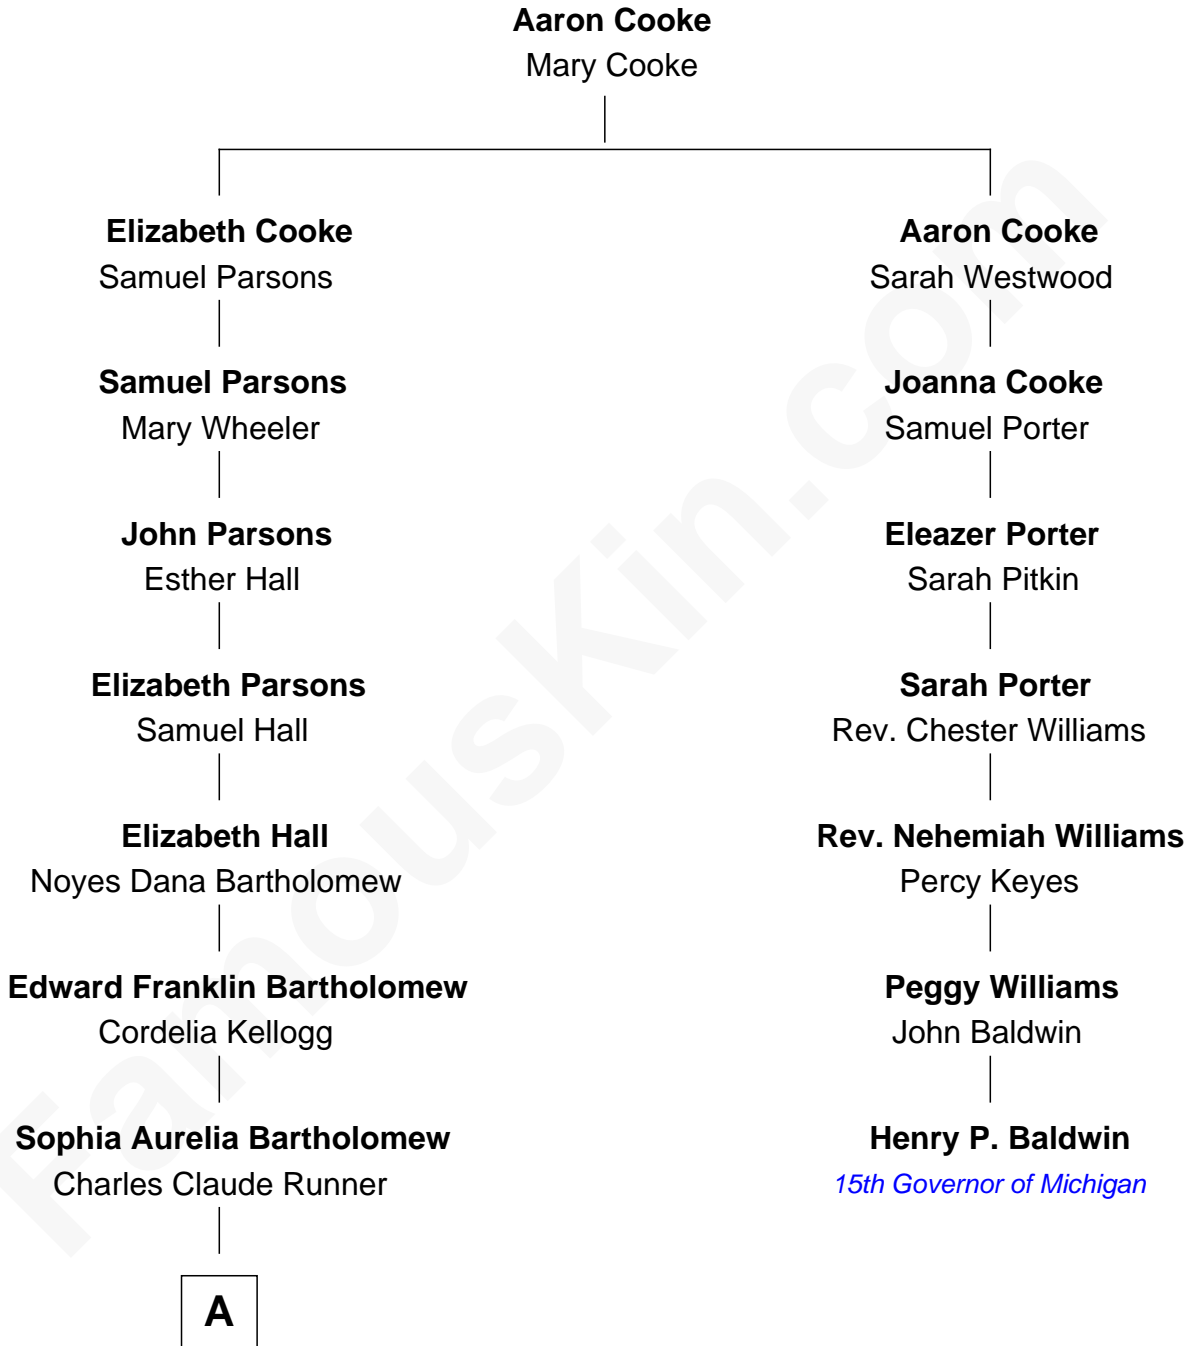 Aaron Cooke
Mary Cooke
Elizabeth Cooke
Samuel Parsons
Aaron Cooke
Sarah Westwood
Samuel Parsons
Mary Wheeler
Joanna Cooke
Samuel Porter
John Parsons
Esther Hall
Eleazer Porter
Sarah Pitkin
Elizabeth Parsons
Samuel Hall
Sarah Porter
Rev. Chester Williams
Elizabeth Hall
Noyes Dana Bartholomew
Rev. Nehemiah Williams
Percy Keyes
Edward Franklin Bartholomew
Cordelia Kellogg
Peggy Williams
John Baldwin
Sophia Aurelia Bartholomew
Charles Claude Runner
Henry P. Baldwin
15th Governor of Michigan
A
FamousKin.com